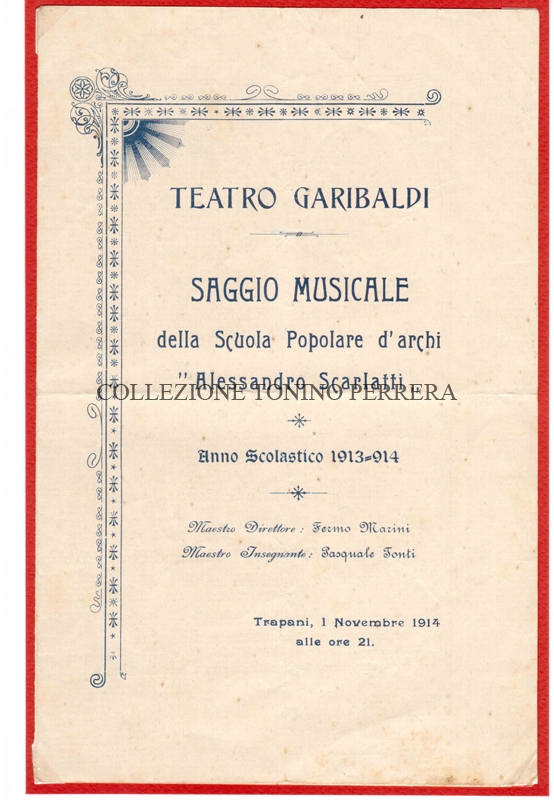 TEATRO GARIBALDI
SAGGIO MUSICALE
della Scuola Popolare d'archi
" Alessandro Scarlatti „
COLLEZIONE TONINO PERRERA
Anno Scolastico 1913=914
Maestro Direttore: Fermo Marini
Maestro Insegnante: Pasquale Fonti
Trapani, 1 Novembre 1914
alle ore 21.